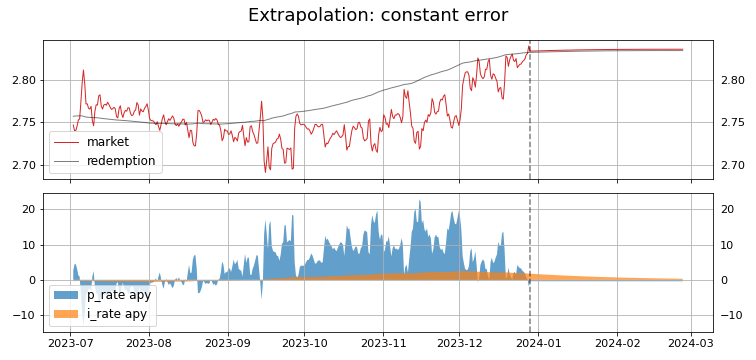 Extrapolation: constant error
2.80 2.80
2.75 2.75
2.70 2.70
market
redemption
20 20
10 10
0 0
−10 −10
p_rate apy
i_rate apy
2023-07 2023-08 2023-09 2023-10 2023-11 2023-12 2024-01 2024-02 2024-03